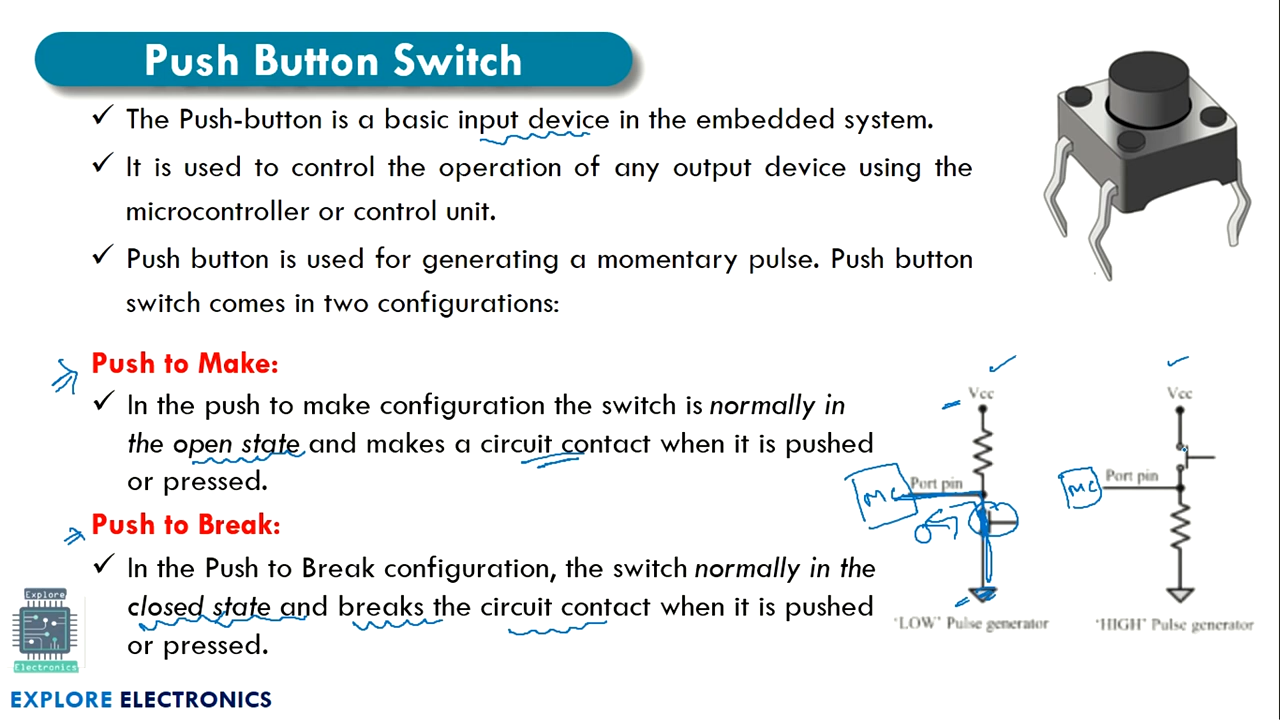 Push Button Switch
✓ The Push-button is a basic input device in the embedded system.
✓ It is used to control the operation of any output device using the
microcontroller or control unit.
✓ Push button is used for generating a momentary pulse. Push button
switch comes in two configurations:
Push to Make:
✓ In the push to make configuration the switch is normally in
the open state and makes a circuit contact when it is pushed
or pressed.
Push to Break:
✓ In the Push to Break configuration, the switch normally in the
closed state and breaks the circuit contact when it is pushed
or pressed.
Vcc
MC
Port pin
'LOW' Pulse generator
Vcc
MC
Port pin
'HIGH' Pulse generator
Explore
Electronics
EXPLORE ELECTRONICS